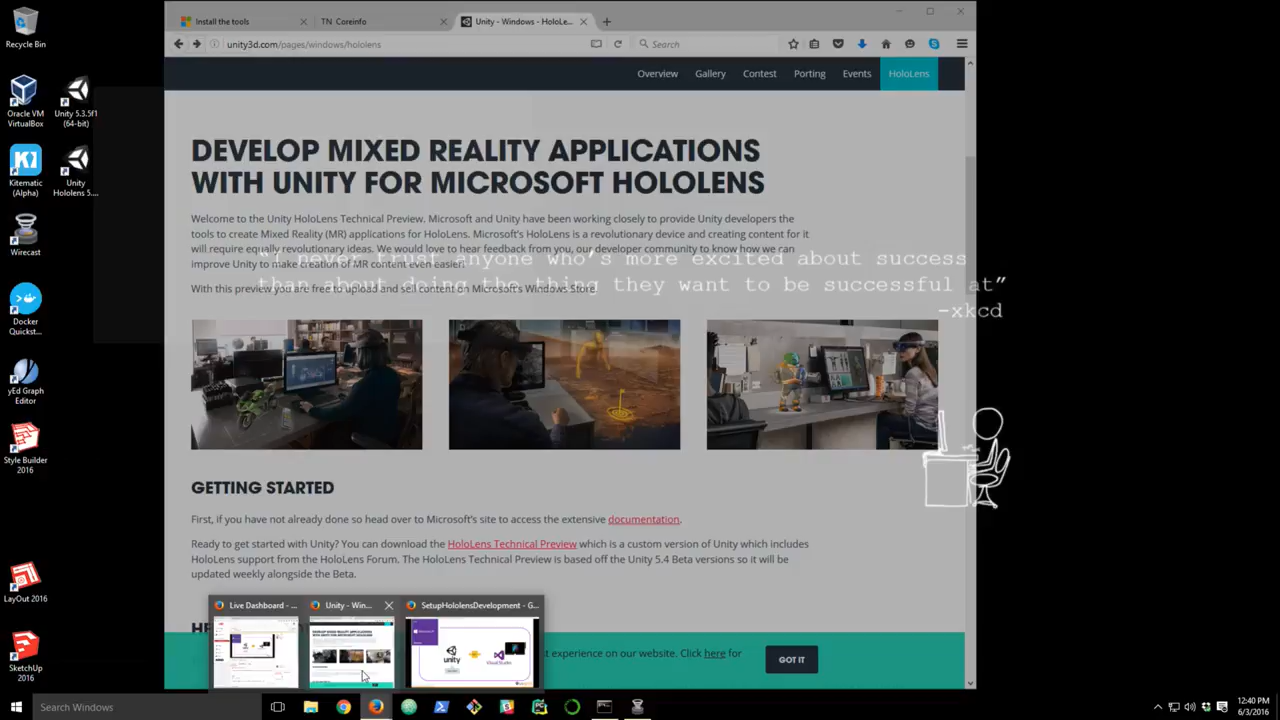 Install the tools
TN Coreinfo
Unity - Windows - HoloLe...
unity3d.com/pages/windows/hololens
Search
Overview
Gallery
Contest
Porting
Events
HoloLens
Recycle Bin
Oracle VM
VirtualBox
Unity 5.3.5f1
(64-bit)
Kitematic
(Alpha)
Unity
Hololens 5....
Wirecast
Docker
Quickst...
yEd Graph
Editor
Style Builder
2016
LayOut 2016
SketchUp
2016
DEVELOP MIXED REALITY APPLICATIONS
WITH UNITY FOR MICROSOFT HOLOLENS
Welcome to the Unity HoloLens Technical Preview. Microsoft and Unity have been working closely to provide Unity developers the
tools to create Mixed Reality (MR) applications for HoloLens. Microsoft's HoloLens is a revolutionary device and creating content for it
will require equally revolutionary ideas. We would love to hear feedback from you, our developer community to know how we can
improve Unity to make creation of MR content even easier!
With this preview you are free to upload and sell content on Microsoft's Windows Store.
"I never trust anyone who's more excited about success
than about doing the thing they want to be successful at"
-xkcd
GETTING STARTED
First, if you have not already done so head over to Microsoft's site to access the extensive documentation.
Ready to get started with Unity? You can download the HoloLens Technical Preview which is a custom version of Unity which includes
HoloLens support from the HoloLens Forum. The HoloLens Technical Preview is based off the Unity 5.4 Beta versions so it will be
updated weekly alongside the Beta.
Live Dashboard - ...
Unity - Win...
SetupHololensDevelopment - G...
DEVELOP MIXED REALITY APPLICATIONS
unity
Visual Studio
t experience on our website. Click here for
GOT IT
Search Windows
12:40 PM
6/3/2016